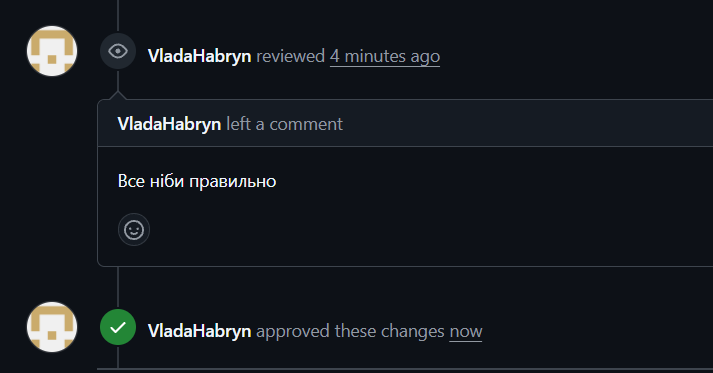 VladaHabryn reviewed 4 minutes ago
VladaHabryn left a comment
Все ніби правильно
VladaHabryn approved these changes now